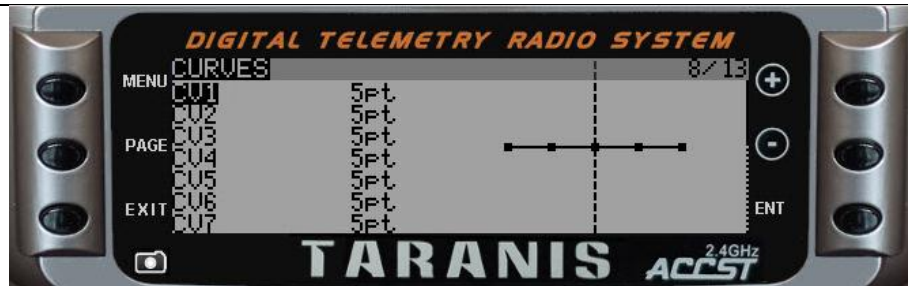 DIGITAL TELEMETRY RADIO SYSTEM
MENU
PAGE
EXIT
CURVES 8/13
CV1 5pt
CV2 5pt
CV3 5pt
CV4 5pt
CV5 5pt
CV6 5pt
CV7 5pt
+
-
ENT
TARANIS
2.4GHz
ACCST